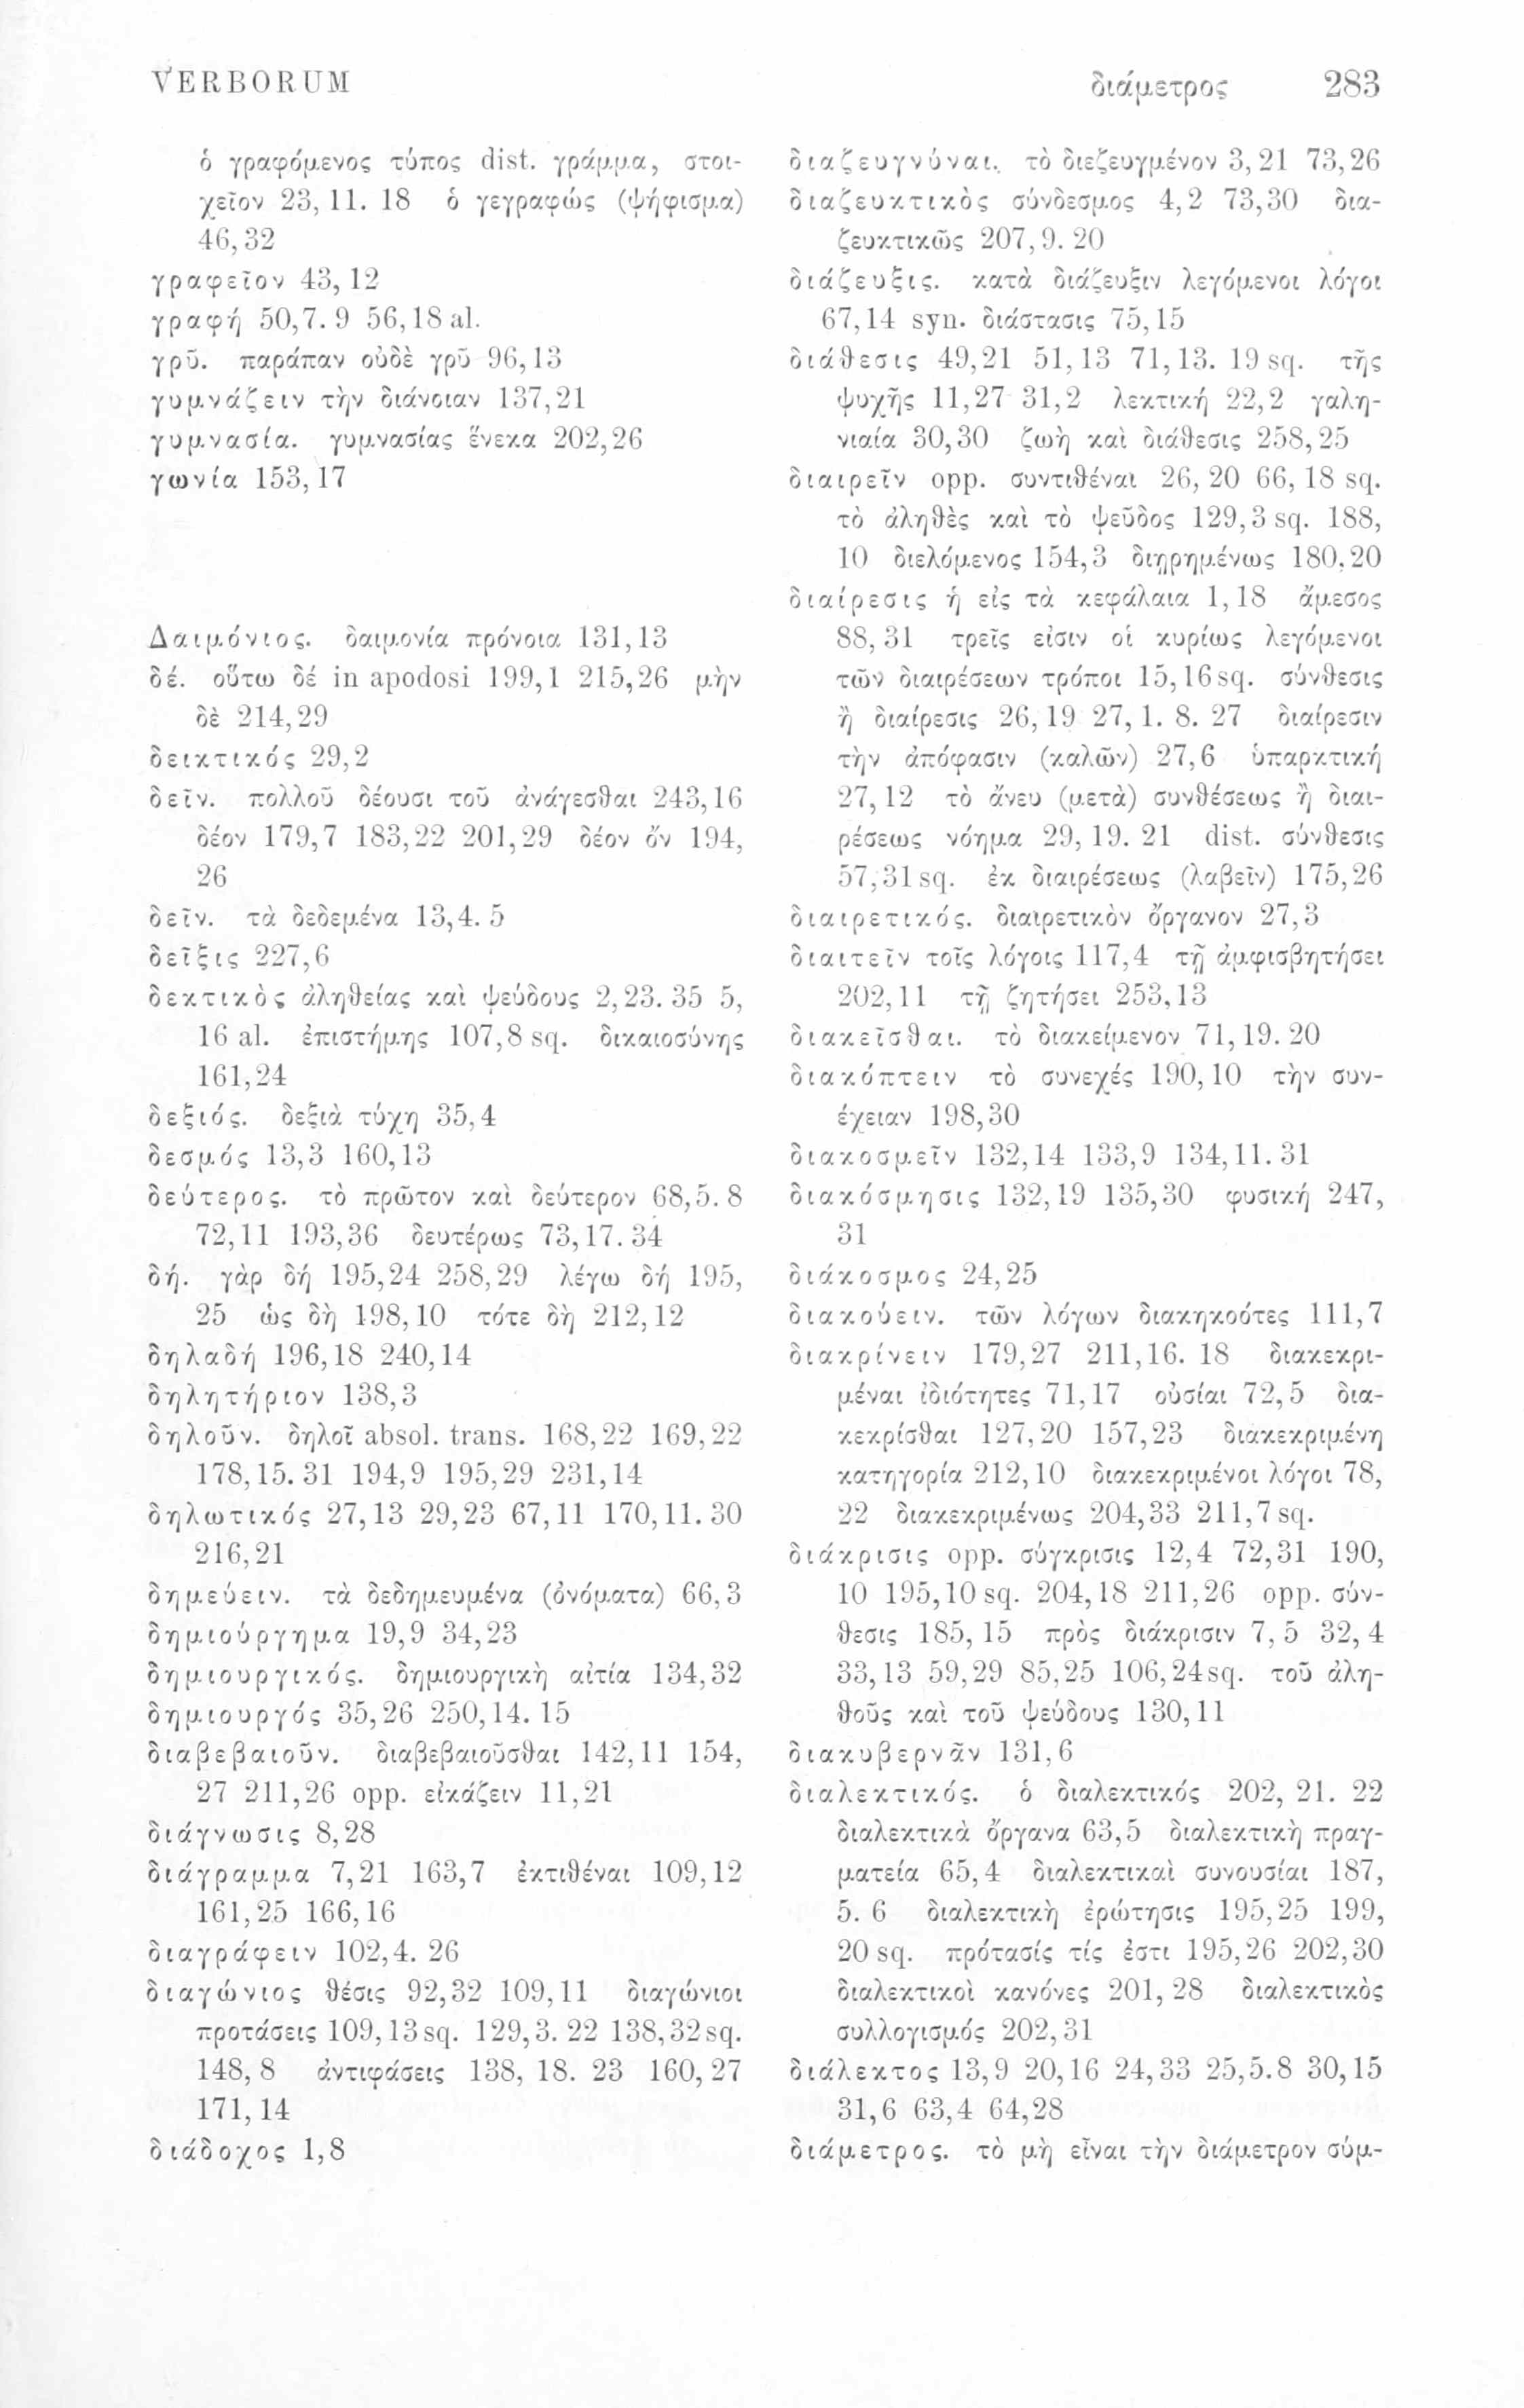 VERBORUM διάμετρος 283
ὁ γραφόμενος τύπος dist. γράμμα, στοι-
χεῖον 23, 11. 18 ὁ γεγραφώς (ψήφισμα)
46,32
γραφεῖον 43, 12
γραφή 50,7. 9 56,18 al.
γρῦ. παράπαν οὐδὲ γρῦ 96,13
γυμνάζειν τὴν διάνοιαν 137,21
γυμνασία. γυμνασίας ἕνεκα 202,26
γωνία 153,17
Δαιμόνιος. δαιμονία πρόνοια 131,13
δέ. οὕτω δέ in apodosi 199,1 215,26 μὴν
δὲ 214,29
δεικτικός 29,2
δεῖν. πολλοῦ δέουσι τοῦ ἀνάγεσθαι 243,16
δέον 179,7 183,22 201,29 δέον ὄν 194,
26
δεῖν. τὰ δεδεμένα 13,4. 5
δεῖξις 227,6
δεκτικὸς ἀληθείας καὶ ψεύδους 2,23. 35 5,
16 al. ἐπιστήμης 107,8 sq. δικαιοσύνης
161,24
δεξιός. δεξιὰ τύχη 35,4
δεσμός 13,3 160,13
δεύτερος. τὸ πρῶτον καὶ δεύτερον 68,5. 8
72,11 193,36 δευτέρως 73,17. 34
δή. γὰρ δή 195,24 258,29 λέγω δή 195,
25 ὡς δὴ 198,10 τότε δὴ 212,12
δηλαδή 196,18 240,14
δηλητήριον 138,3
δηλοῦν. δηλοῖ absol. trans. 168,22 169,22
178,15. 31 194,9 195,29 231,14
δηλωτικός 27,13 29,23 67,11 170,11. 30
216,21
δημεύειν. τὰ δεδημευμένα (ὀνόματα) 66,3
δημιούργημα 19,9 34,23
δημιουργικός. δημιουργικὴ αἰτία 134,32
δημιουργός 35,26 250,14. 15
διαβεβαιοῦν. διαβεβαιοῦσθαι 142,11 154,
27 211,26 opp. εἰκάζειν 11,21
διάγνωσις 8,28
διάγραμμα 7,21 163,7 ἐκτιθέναι 109,12
161,25 166,16
διαγράφειν 102,4. 26
διαγώνιος θέσις 92,32 109,11 διαγώνιοι
προτάσεις 109,13 sq. 129,3. 22 138,32 sq.
148, 8 ἀντιφάσεις 138, 18. 23 160, 27
171,14
διάδοχος 1,8
διαζευγνύναι. τὸ διεζευγμένον 3,21 73,26
διαζευκτικὸς σύνδεσμος 4,2 73,30 δια-
ζευκτικῶς 207,9. 20
διάζευξις. κατὰ διάζευξιν λεγόμενοι λόγοι
67,14 syn. διάστασις 75,15
διάθεσις 49,21 51,13 71,13. 19 sq. τῆς
ψυχῆς 11,27 31,2 λεκτική 22,2 γαλη-
νιαία 30,30 ζωὴ καὶ διάθεσις 258,25
διαιρεῖν opp. συντιθέναι 26, 20 66, 18 sq.
τὸ ἀληθὲς καὶ τὸ ψεῦδος 129,3 sq. 188,
10 διελόμενος 154,3 διῃρημένως 180,20
διαίρεσις ἡ εἰς τὰ κεφάλαια 1,18 ἄμεσος
88,31 τρεῖς εἰσιν οἱ κυρίως λεγόμενοι
τῶν διαιρέσεων τρόποι 15,16 sq. σύνθεσις
ἢ διαίρεσις 26, 19 27, 1. 8. 27 διαίρεσιν
τὴν ἀπόφασιν (καλῶν) 27,6 ὑπαρκτική
27,12 τὸ ἄνευ (μετὰ) συνθέσεως ἢ διαι-
ρέσεως νόημα 29, 19. 21 dist. σύνθεσις
57,31 sq. ἐκ διαιρέσεως (λαβεῖν) 175,26
διαιρετικός. διαιρετικὸν ὄργανον 27,3
διαιτεῖν τοῖς λόγοις 117,4 τῇ ἀμφισβητήσει
202,11 τῇ ζητήσει 253,13
διακεῖσθαι. τὸ διακείμενον 71,19. 20
διακόπτειν τὸ συνεχές 190,10 τὴν συν-
έχειαν 198,30
διακοσμεῖν 132,14 133,9 134,11. 31
διακόσμησις 132,19 135,30 φυσική 247,
31
διάκοσμος 24,25
διακούειν. τῶν λόγων διακηκοότες 111,7
διακρίνειν 179,27 211,16. 18 διακεκρι-
μέναι ἰδιότητες 71,17 οὐσίαι 72,5 δια-
κεκρίσθαι 127,20 157,23 διακεκριμένη
κατηγορία 212,10 διακεκριμένοι λόγοι 78,
22 διακεκριμένως 204,33 211,7 sq.
διάκρισις opp. σύγκρισις 12,4 72,31 190,
10 195,10 sq. 204,18 211,26 opp. σύν-
θεσις 185, 15 πρὸς διάκρισιν 7, 5 32, 4
33,13 59,29 85,25 106,24 sq. τοῦ ἀλη-
θοῦς καὶ τοῦ ψεύδους 130,11
διακυβερνᾶν 131,6
διαλεκτικός. ὁ διαλεκτικός 202, 21. 22
διαλεκτικὰ ὄργανα 63,5 διαλεκτικὴ πραγ-
ματεία 65,4 διαλεκτικαὶ συνουσίαι 187,
5. 6 διαλεκτικὴ ἐρώτησις 195,25 199,
20 sq. πρότασίς τίς ἐστι 195,26 202,30
διαλεκτικοὶ κανόνες 201, 28 διαλεκτικὸς
συλλογισμός 202,31
διάλεκτος 13,9 20,16 24,33 25,5.8 30,15
31,6 63,4 64,28
διάμετρος. τὸ μὴ εἶναι τὴν διάμετρον σύμ-